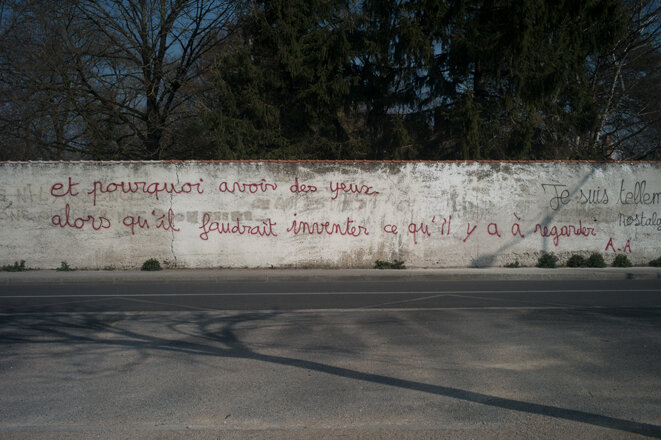 et pourquoi avoir des yeux
alors qu'il faudrait inventer ce qu'il y a à regarder
A.A
Je suis tellem
nostalg